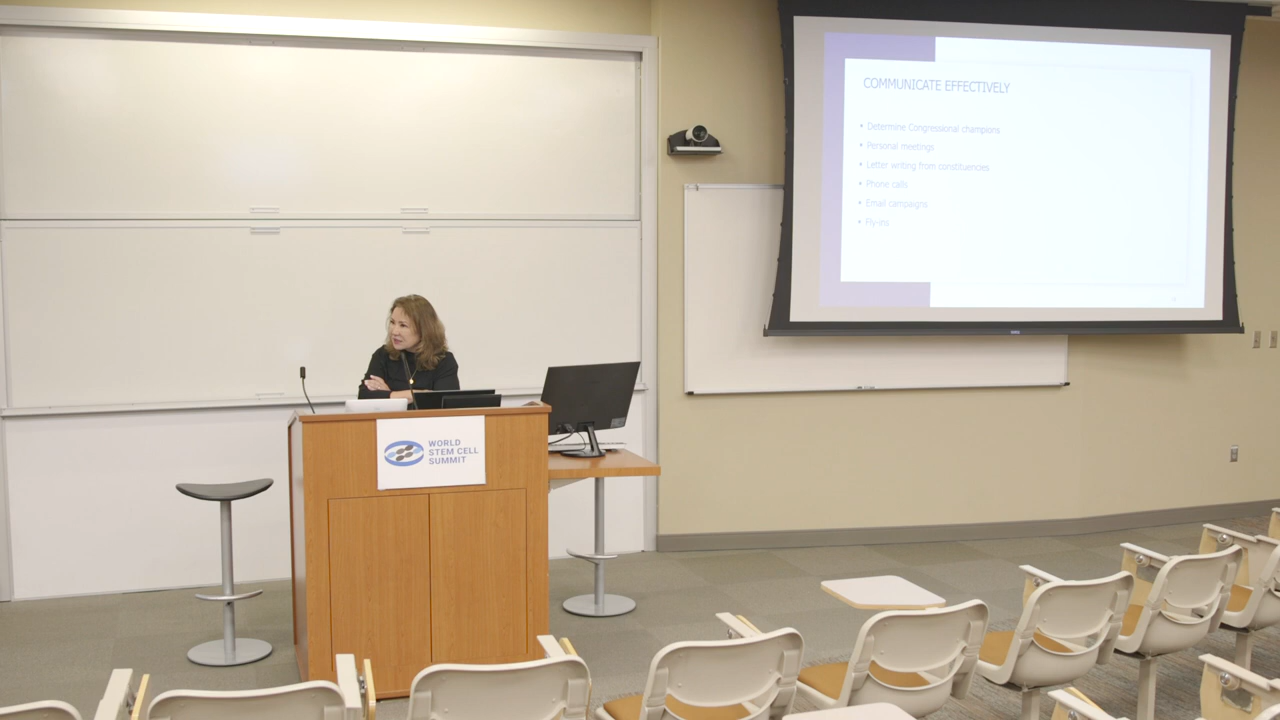 COMMUNICATE EFFECTIVELY
• Determine Congressional champions
• Personal meetings
• Letter writing from constituencies
• Phone calls
• Email campaigns
• Fly-ins
WORLD
STEM CELL
SUMMIT